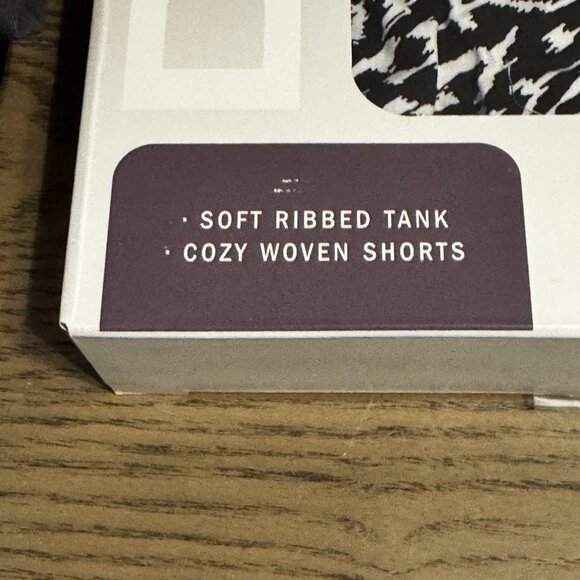 · SOFT RIBBED TANK
· COZY WOVEN SHORTS